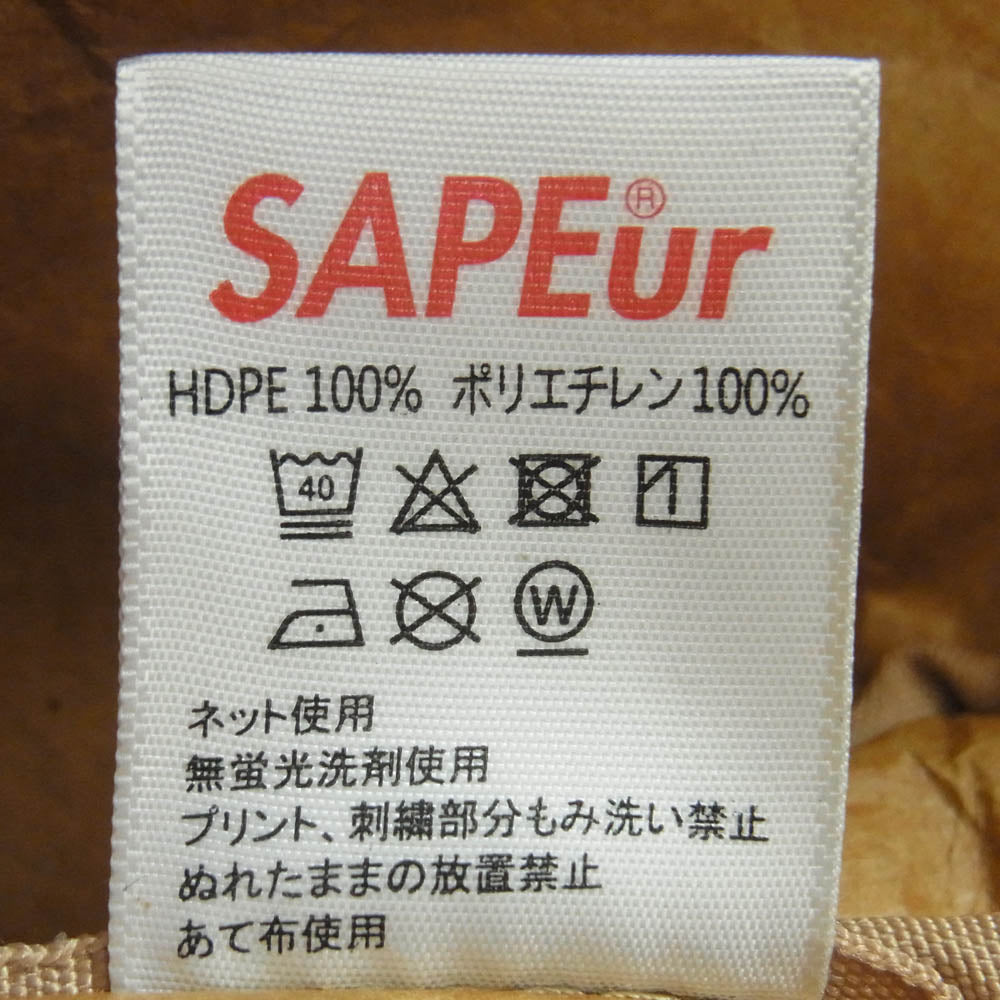 SAPEur®
HDPE 100% ポリエチレン100%
40
W
ネット使用
無蛍光洗剤使用
プリント、刺繍部分もみ洗い禁止
ぬれたままの放置禁止
あて布使用